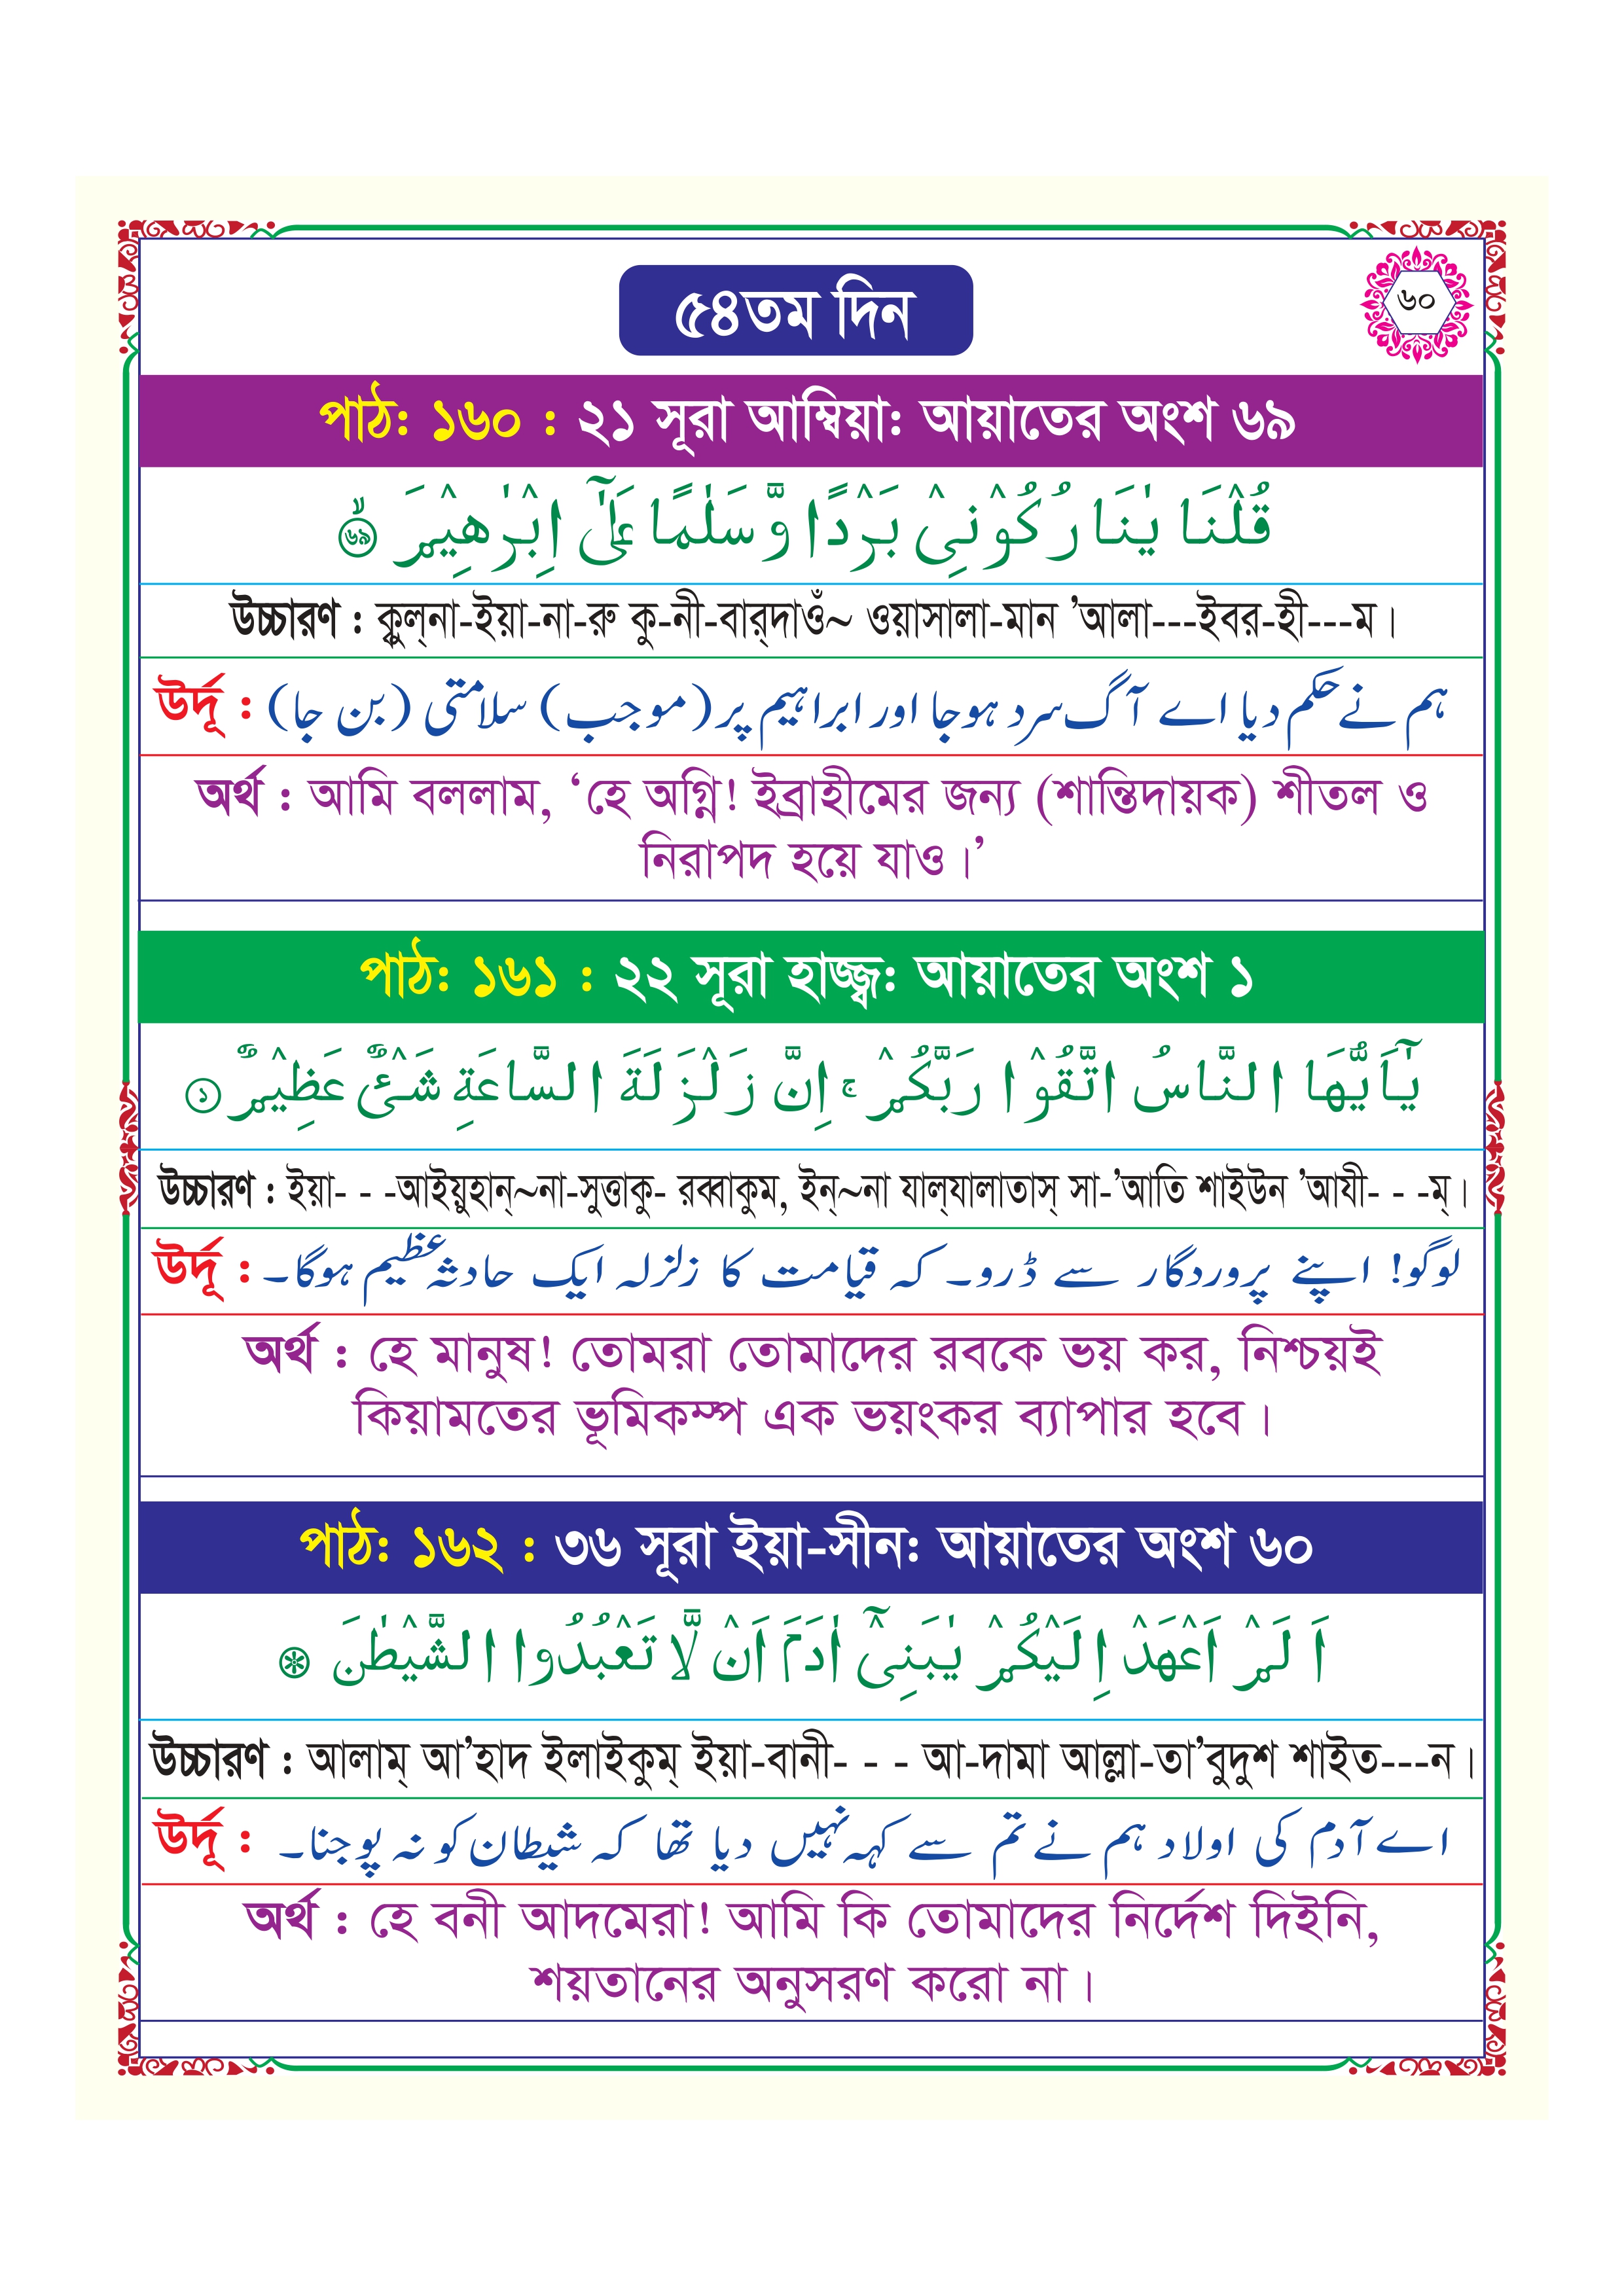 ৫৪তম দিন
৬০
পাঠ: ১৬০ : ২১ সূরা আম্বিয়া: আয়াতের অংশ ৬৯
قُلْنَا يٰنَارُ كُوْنِىْ بَرْدًا وَّسَلٰمًا عَلٰٓى اِبْرٰهِيْمَ ۙ﴿৬৯﴾
উচ্চারণ : ক্বুল্‌না-ইয়া-না-রু কু-নী-বার্‌দাওঁ~ ওয়াসালা-মান ’আলা---ইবর-হী---ম।
উর্দূ : ہم نے حکم دیا اے آگ سرد ہوجا اور ابراہیم پر (موجب) سلامتی (بن جا)
অর্থ : আমি বললাম, ‘হে অগ্নি! ইব্রাহীমের জন্য (শান্তিদায়ক) শীতল ও
নিরাপদ হয়ে যাও।’
পাঠ: ১৬১ : ২২ সূরা হাজ্জ্ব: আয়াতের অংশ ১
يٰٓاَيُّهَا النَّاسُ اتَّقُوْا رَبَّكُمْ ۚ اِنَّ زَلْزَلَةَ السَّاعَةِ شَىْءٌ عَظِيْمٌ ﴿১﴾
উচ্চারণ : ইয়া- - -আইয়ুহান্‌~না-সুত্তাকু- রব্বাকুম, ইন্‌~না যাল্‌যালাতাস্ সা-’আতি শাইউন ’আযী- - -ম্।
উর্দূ : لوگو! اپنے پروردگار سے ڈرو۔ کہ قیامت کا زلزلہ ایک حادثہ عظیم ہوگا۔
অর্থ : হে মানুষ! তোমরা তোমাদের রবকে ভয় কর, নিশ্চয়ই
কিয়ামতের ভূমিকম্প এক ভয়ংকর ব্যাপার হবে।
পাঠ: ১৬২ : ৩৬ সূরা ইয়া-সীন: আয়াতের অংশ ৬০
اَ لَمْ اَعْهَدْ اِلَيْكُمْ يٰبَنِىْٓ اٰدَمَ اَنْ لَّا تَعْبُدُوا الشَّيْطٰنَ
উচ্চারণ : আলাম্ আ’হাদ ইলাইকুম্ ইয়া-বানী- - - আ-দামা আল্লা-তা’বুদুশ শাইত---ন।
উর্দূ : اے آدم کی اولاد ہم نے تم سے کہہ نہیں دیا تھا کہ شیطان کو نہ پوجنا۔
অর্থ : হে বনী আদমেরা! আমি কি তোমাদের নির্দেশ দিইনি,
শয়তানের অনুসরণ করো না।